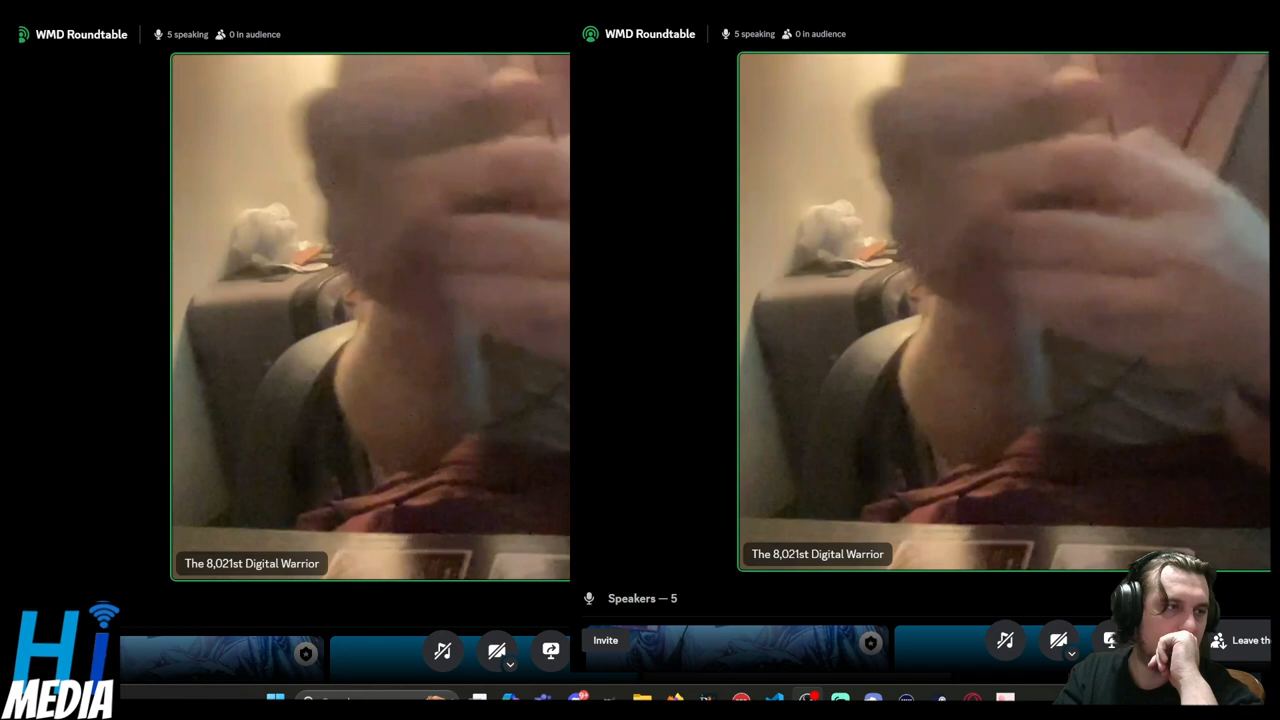 WMD Roundtable
5 speaking
0 in audience
The 8,021st Digital Warrior
WMD Roundtable
5 speaking
0 in audience
The 8,021st Digital Warrior
Speakers — 5
Invite
Leave th
9+
Hi
MEDIA